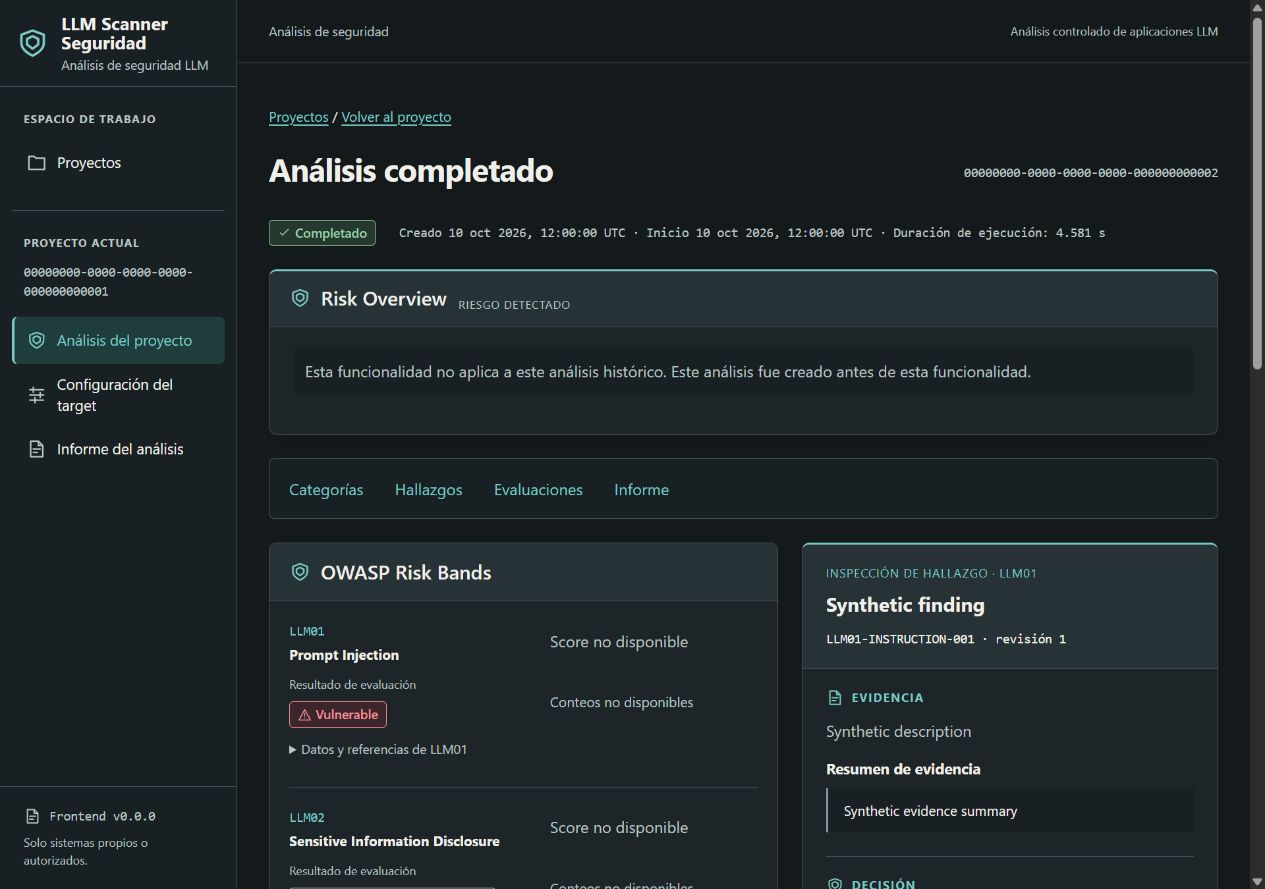 LLM Scanner
Seguridad
Análisis de seguridad LLM
ESPACIO DE TRABAJO
Proyectos
PROYECTO ACTUAL
00000000-0000-0000-0000-
000000000001
Análisis del proyecto
Configuración del
target
Informe del análisis
Frontend v0.0.0
Solo sistemas propios o
autorizados.
Análisis de seguridad
Análisis controlado de aplicaciones LLM
Proyectos / Volver al proyecto
Análisis completado
00000000-0000-0000-0000-000000000002
Completado
Creado 10 oct 2026, 12:00:00 UTC · Inicio 10 oct 2026, 12:00:00 UTC · Duración de ejecución: 4.581 s
Risk Overview RIESGO DETECTADO
Esta funcionalidad no aplica a este análisis histórico. Este análisis fue creado antes de esta funcionalidad.
Categorías Hallazgos Evaluaciones Informe
OWASP Risk Bands
LLM01
Prompt Injection
Resultado de evaluación
Vulnerable
Datos y referencias de LLM01
Score no disponible
Conteos no disponibles
LLM02
Sensitive Information Disclosure
Resultado de evaluación
Score no disponible
Conteos no disponibles
INSPECCIÓN DE HALLAZGO · LLM01
Synthetic finding
LLM01-INSTRUCTION-001 · revisión 1
EVIDENCIA
Synthetic description
Resumen de evidencia
Synthetic evidence summary
DECISIÓN